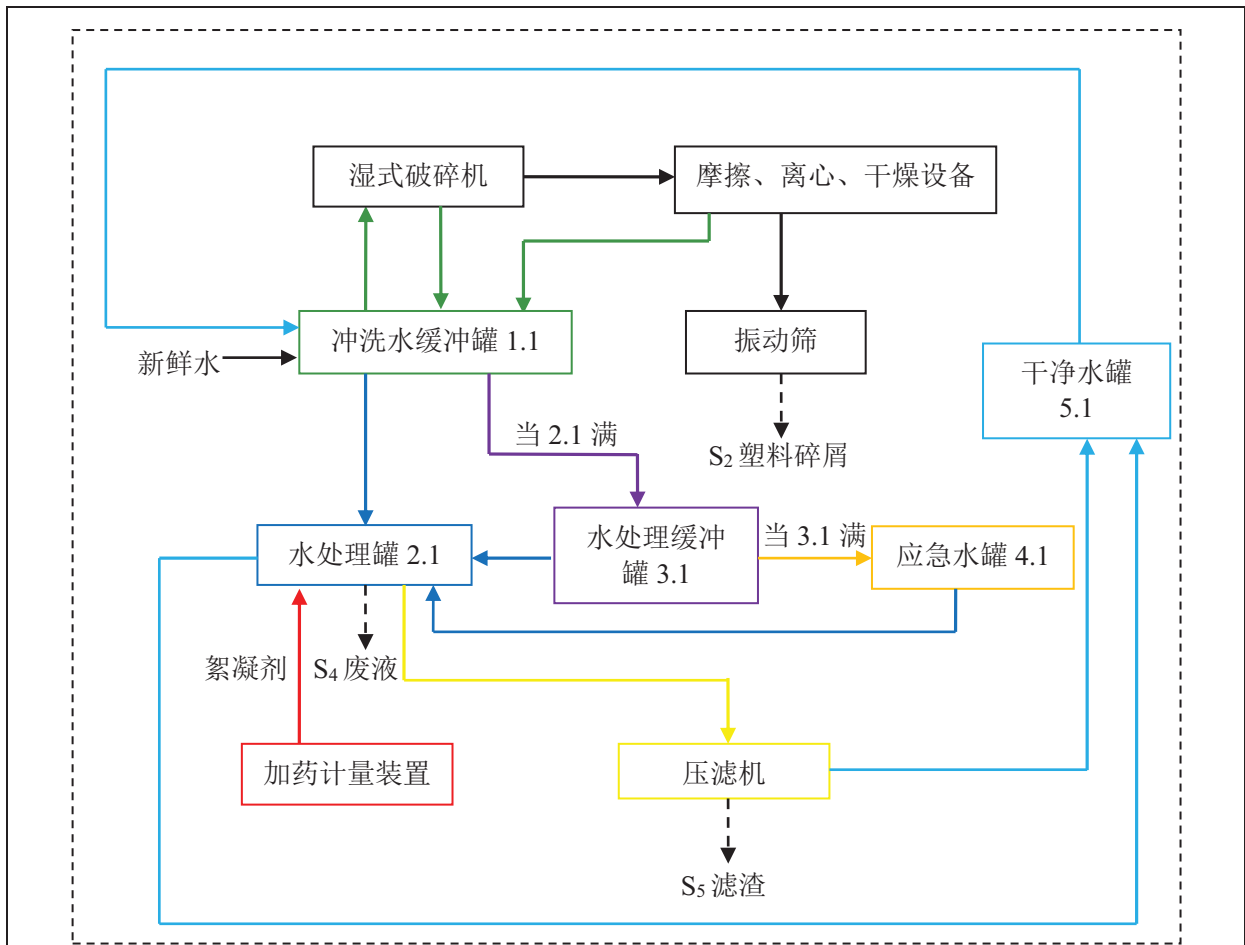 湿式破碎机
摩擦、离心、干燥设备
冲洗水缓冲罐 1.1
振动筛
新鲜水
干净水罐
5.1
当 2.1 满
S₂ 塑料碎屑
水处理罐 2.1
水处理缓冲
罐 3.1
当 3.1 满
应急水罐 4.1
絮凝剂
S₄ 废液
加药计量装置
压滤机
S₅ 滤渣